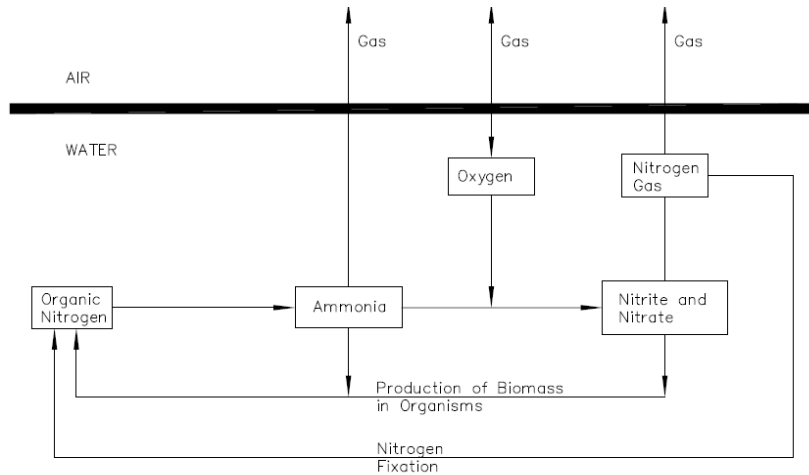 Gas
Gas
Gas
AIR
WATER
Oxygen
Nitrogen
Gas
Organic
Nitrogen
Ammonia
Nitrite and
Nitrate
Production of Biomass
in Organisms
Nitrogen
Fixation